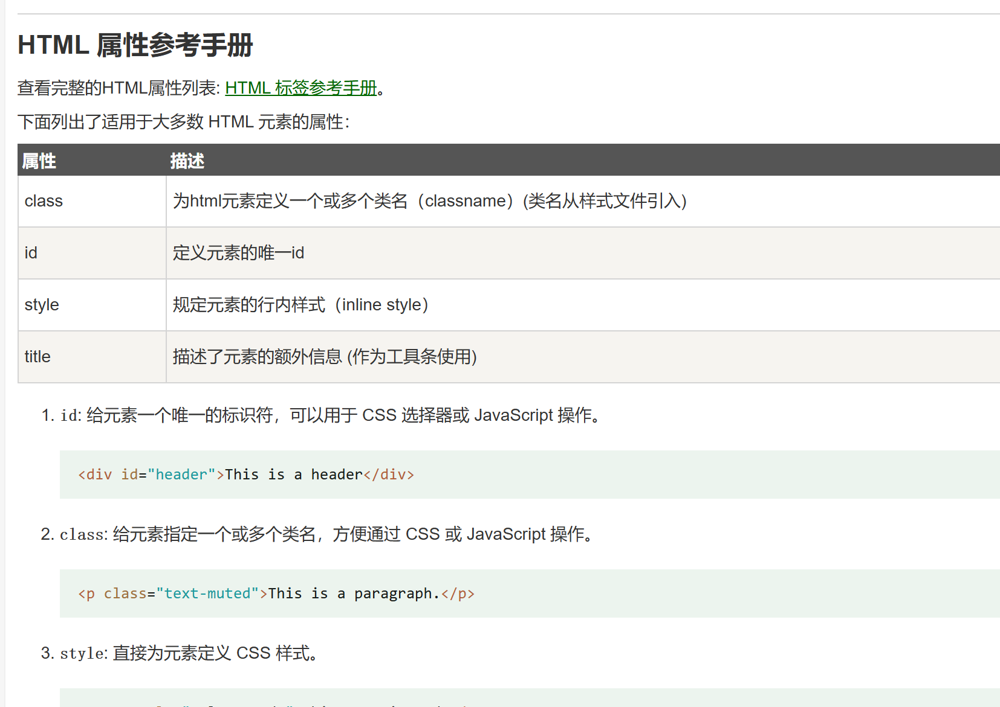 HTML 属性参考手册
查看完整的HTML属性列表: HTML 标签参考手册。
下面列出了适用于大多数 HTML 元素的属性：
属性 描述
class 为html元素定义一个或多个类名（classname）(类名从样式文件引入)
id 定义元素的唯一id
style 规定元素的行内样式（inline style）
title 描述了元素的额外信息 (作为工具条使用)
1. id: 给元素一个唯一的标识符，可以用于 CSS 选择器或 JavaScript 操作。
<div id="header">This is a header</div>
2. class: 给元素指定一个或多个类名，方便通过 CSS 或 JavaScript 操作。
<p class="text-muted">This is a paragraph.</p>
3. style: 直接为元素定义 CSS 样式。